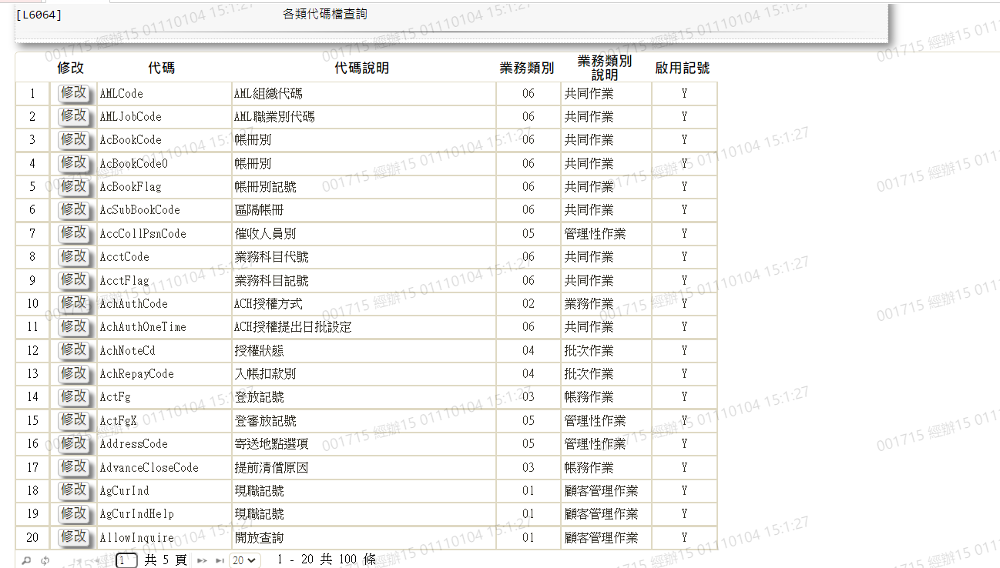 [L6064] 各類代碼檔查詢
修改 代碼 代碼說明 業務類別 業務類別說明 啟用記號
1 修改 AMLCode AML組織代碼 06 共同作業 Y
2 修改 AMLJobCode AML職業別代碼 06 共同作業 Y
3 修改 AcBookCode 帳冊別 06 共同作業 Y
4 修改 AcBookCodeO 帳冊別 06 共同作業 Y
5 修改 AcBookFlag 帳冊別記號 06 共同作業 Y
6 修改 AcSubBookCode 區隔帳冊 06 共同作業 Y
7 修改 AccCollPsnCode 催收人員別 05 管理性作業 Y
8 修改 AcctCode 業務科目代號 06 共同作業 Y
9 修改 AcctFlag 業務科目記號 06 共同作業 Y
10 修改 AchAuthCode ACH授權方式 02 業務作業 Y
11 修改 AchAuthOneTime ACH授權提出日批設定 06 共同作業 Y
12 修改 AchNoteCd 授權狀態 04 批次作業 Y
13 修改 AchRepayCode 入帳扣款別 04 批次作業 Y
14 修改 ActFg 登放記號 03 帳務作業 Y
15 修改 ActFgX 登審放記號 05 管理性作業 Y
16 修改 AddressCode 寄送地點選項 05 管理性作業 Y
17 修改 AdvanceCloseCode 提前清償原因 03 帳務作業 Y
18 修改 AgCurInd 現職記號 01 顧客管理作業 Y
19 修改 AgCurIndHelp 現職記號 01 顧客管理作業 Y
20 修改 AllowInquire 開放查詢 01 顧客管理作業 Y
1 共 5 頁 20 1 - 20 共 100 條
001715 經辦15 01110104 15:1:27